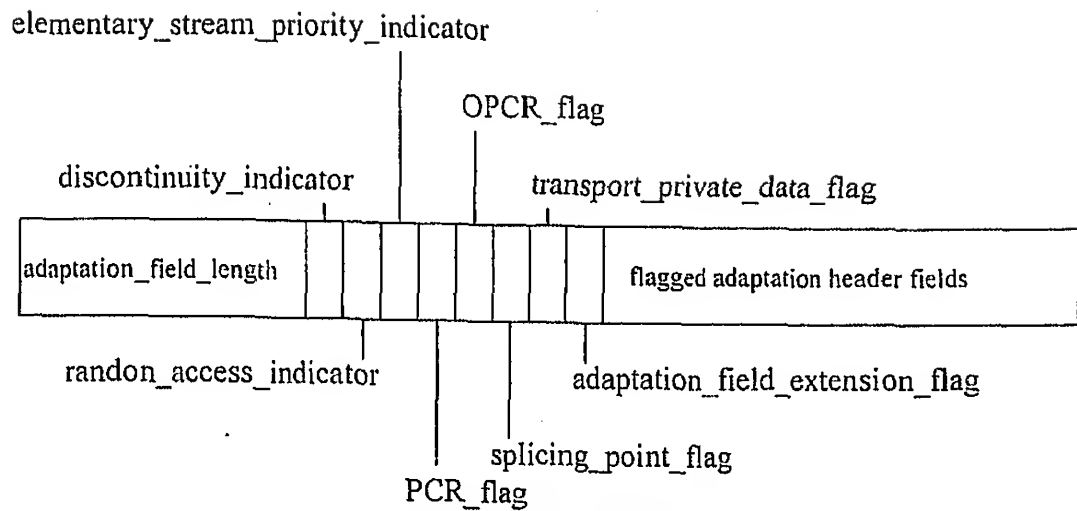 elementary_stream_priority_indicator
OPCR_flag
discontinuity_indicator
transport_private_data_flag
adaptation_field_length
flagged adaptation header fields
randon_access_indicator
adaptation_field_extension_flag
splicing_point_flag
PCR_flag